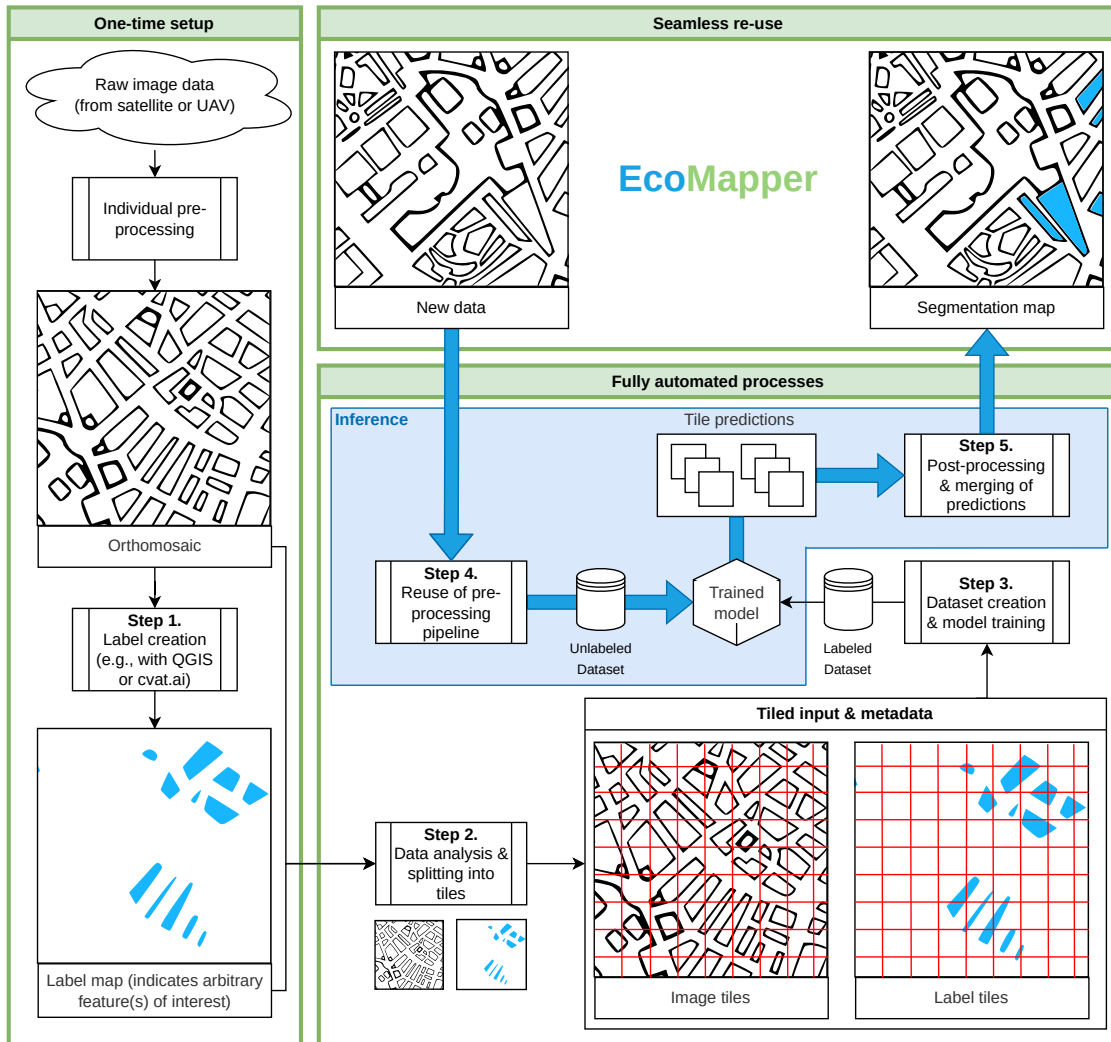 One-time setup
Raw image data
(from satellite or UAV)
Individual pre-
processing
Orthomosaic
Step 1.
Label creation
(e.g., with QGIS
or cvat.ai)
Label map (indicates arbitrary
feature(s) of interest)
Seamless re-use
EcoMapper
New data
Segmentation map
Fully automated processes
Inference
Tile predictions
Step 5.
Post-processing
& merging of
predictions
Step 4.
Reuse of pre-
processing
pipeline
Unlabeled
Dataset
Trained
model
Labeled
Dataset
Step 3.
Dataset creation
& model training
Step 2.
Data analysis &
splitting into
tiles
Tiled input & metadata
Image tiles
Label tiles